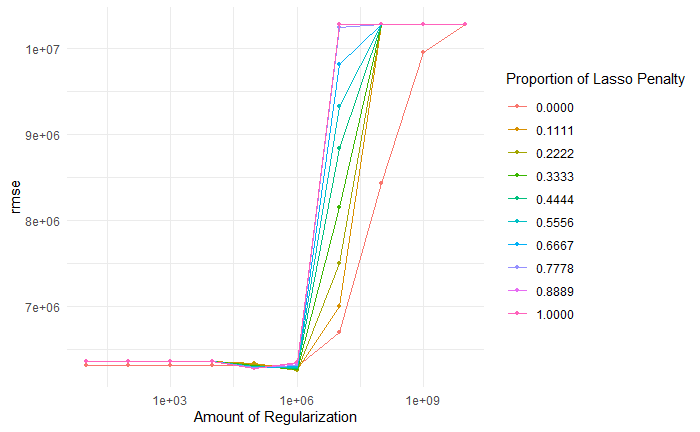 1e+07
9e+06
8e+06
7e+06
rmse
1e+03
1e+06
1e+09
Amount of Regularization
Proportion of Lasso Penalty
0.0000
0.1111
0.2222
0.3333
0.4444
0.5556
0.6667
0.7778
0.8889
1.0000